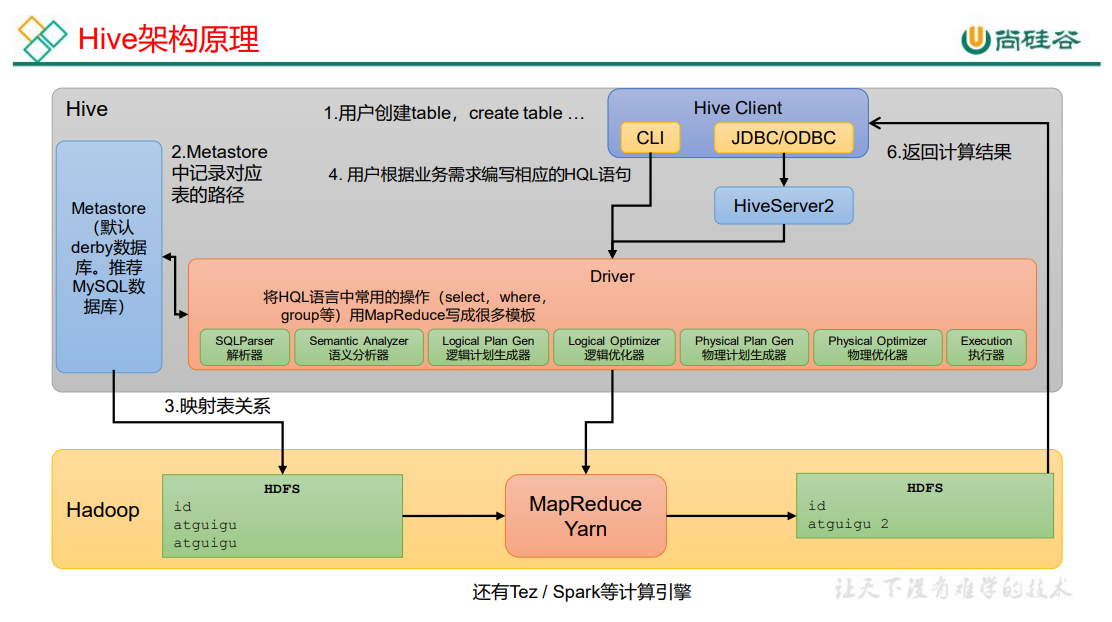 Hive架构原理
尚硅谷
Hive
1.用户创建table，create table …
Hive Client
CLI
JDBC/ODBC
6.返回计算结果
2.Metastore
中记录对应
表的路径
4. 用户根据业务需求编写相应的HQL语句
HiveServer2
Metastore
（默认
derby数据
库。推荐
MySQL数
据库）
Driver
将HQL语言中常用的操作（select，where，
group等）用MapReduce写成很多模板
SQLParser
解析器
Semantic Analyzer
语义分析器
Logical Plan Gen
逻辑计划生成器
Logical Optimizer
逻辑优化器
Physical Plan Gen
物理计划生成器
Physical Optimizer
物理优化器
Execution
执行器
3.映射表关系
Hadoop
HDFS
id
atguigu
atguigu
MapReduce
Yarn
HDFS
id
atguigu 2
还有Tez / Spark等计算引擎
让天下没有难学的技术